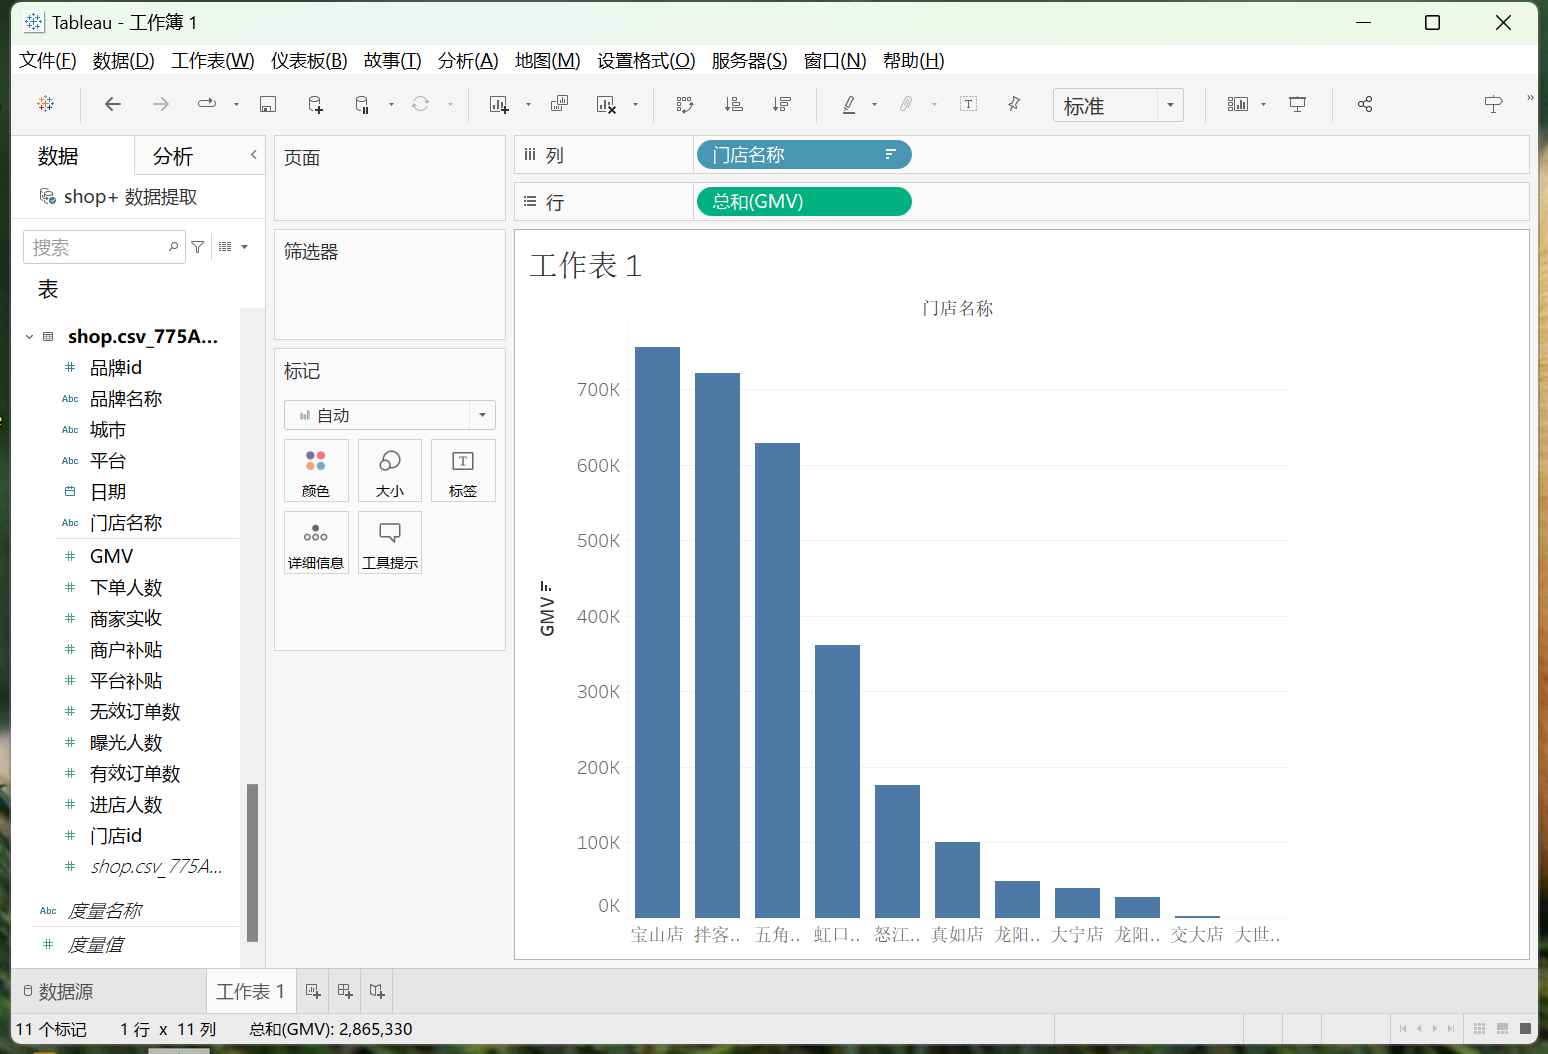 Tableau - 工作簿 1
文件(F) 数据(D) 工作表(W) 仪表板(B) 故事(T) 分析(A) 地图(M) 设置格式(O) 服务器(S) 窗口(N) 帮助(H)
标准
数据 分析
shop+ 数据提取
搜索
表
shop.csv_775A...
# 品牌id
Abc 品牌名称
Abc 城市
Abc 平台
日期
Abc 门店名称
# GMV
# 下单人数
# 商家实收
# 商户补贴
# 平台补贴
# 无效订单数
# 曝光人数
# 有效订单数
# 进店人数
# 门店id
# shop.csv_775A...
Abc 度量名称
# 度量值
页面
筛选器
标记
自动
颜色 大小 标签
详细信息 工具提示
列 门店名称
行 总和(GMV)
工作表 1
门店名称
700K
600K
500K
400K
300K
200K
100K
0K
GMV
宝山店 拌客.. 五角.. 虹口.. 怒江.. 真如店 龙阳.. 大宁店 龙阳.. 交大店 大世..
数据源 工作表 1
11 个标记 1 行 x 11 列 总和(GMV): 2,865,330